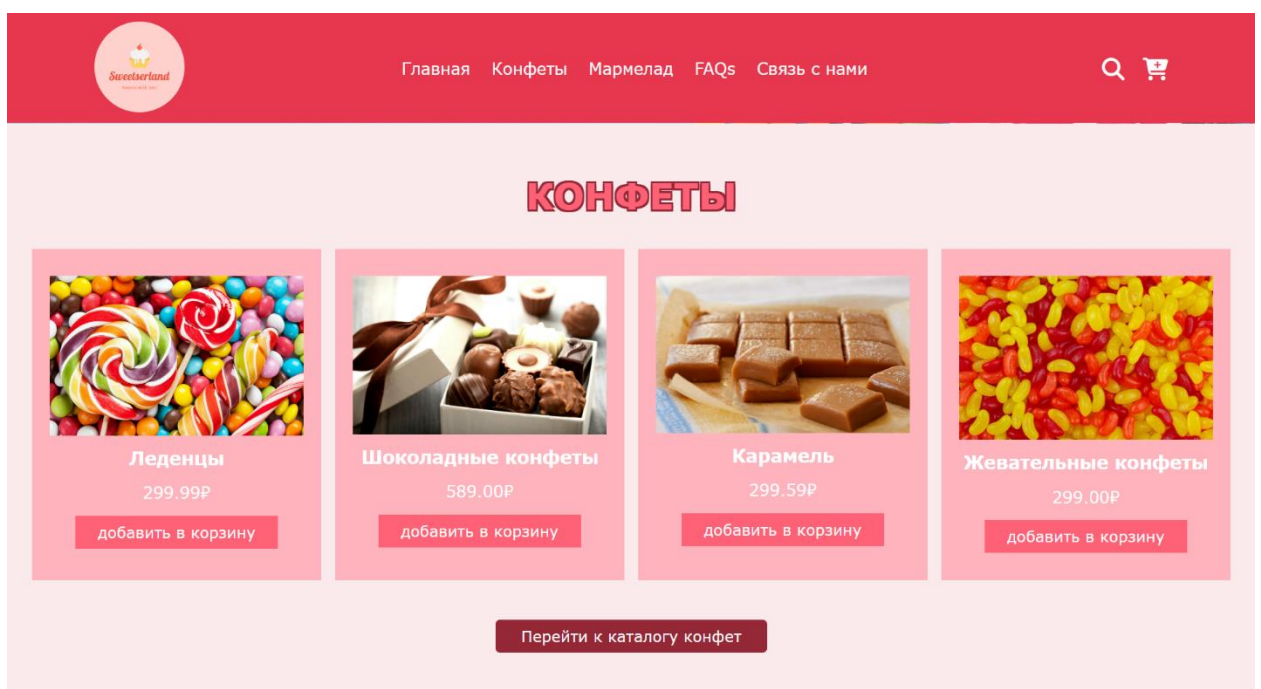 Sweetserland
Главная Конфеты Мармелад FAQs Связь с нами
КОНФЕТЫ
Леденцы
299.99₽
добавить в корзину
Шоколадные конфеты
589.00₽
добавить в корзину
Карамель
299.59₽
добавить в корзину
Жевательные конфеты
299.00₽
добавить в корзину
Перейти к каталогу конфет